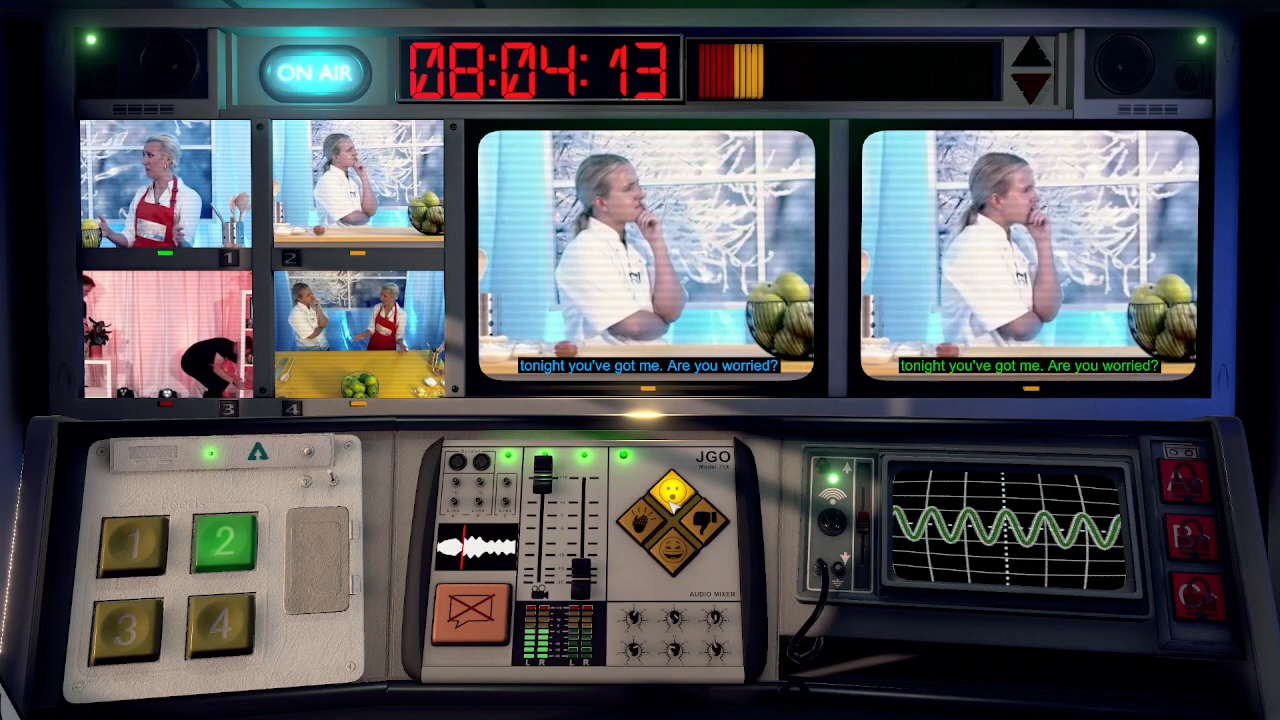 ON AIR
08:04:13
1
2
3
4
tonight you've got me. Are you worried?
tonight you've got me. Are you worried?
1
2
3
4
JGO
AUDIO MIXER
L R L R
A
B
C